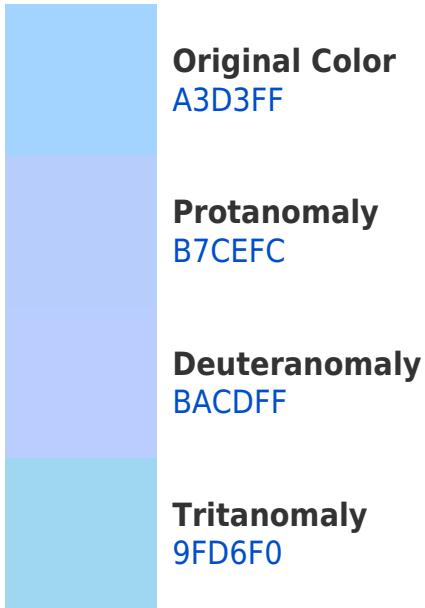 Original Color
A3D3FF
Protanomaly
B7CEFC
Deuteranomaly
BACDFF
Tritanomaly
9FD6F0